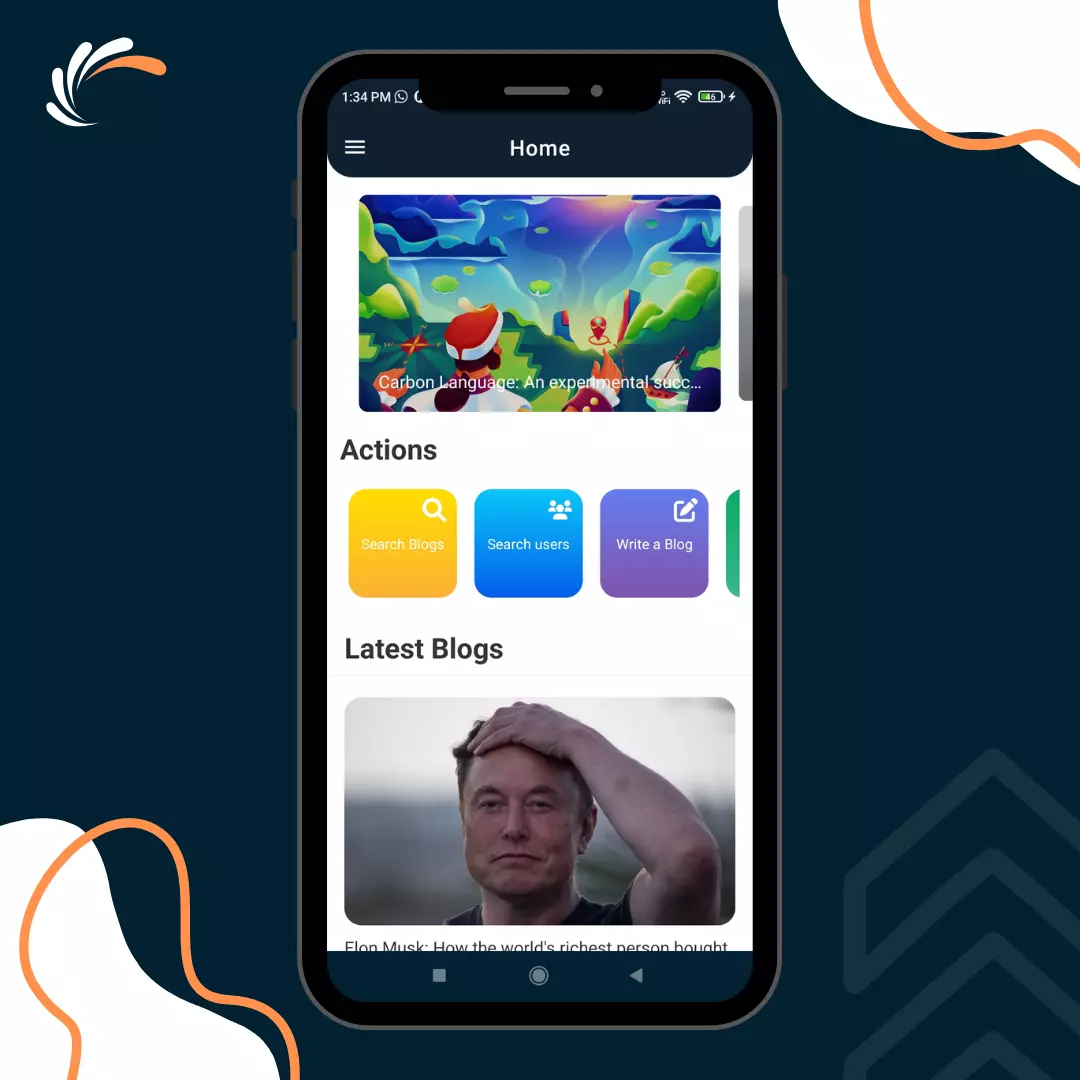 1:34 PM
46
Home
Carbon Language: An experimental succ...
Actions
Search Blogs
Search users
Write a Blog
Latest Blogs
Elon Musk: How the world's richest person bought